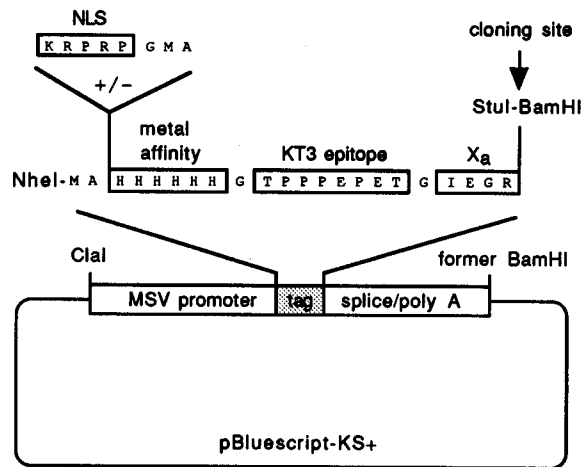 NLS
K R P R P G M A
cloning site
+/-
StuI-BamHI
metal
affinity
KT3 epitope
Xa
NheI-M A H H H H H H G T P P P E P E T G I E G R
ClaI
former BamHI
MSV promoter
tag
splice/poly A
pBluescript-KS+